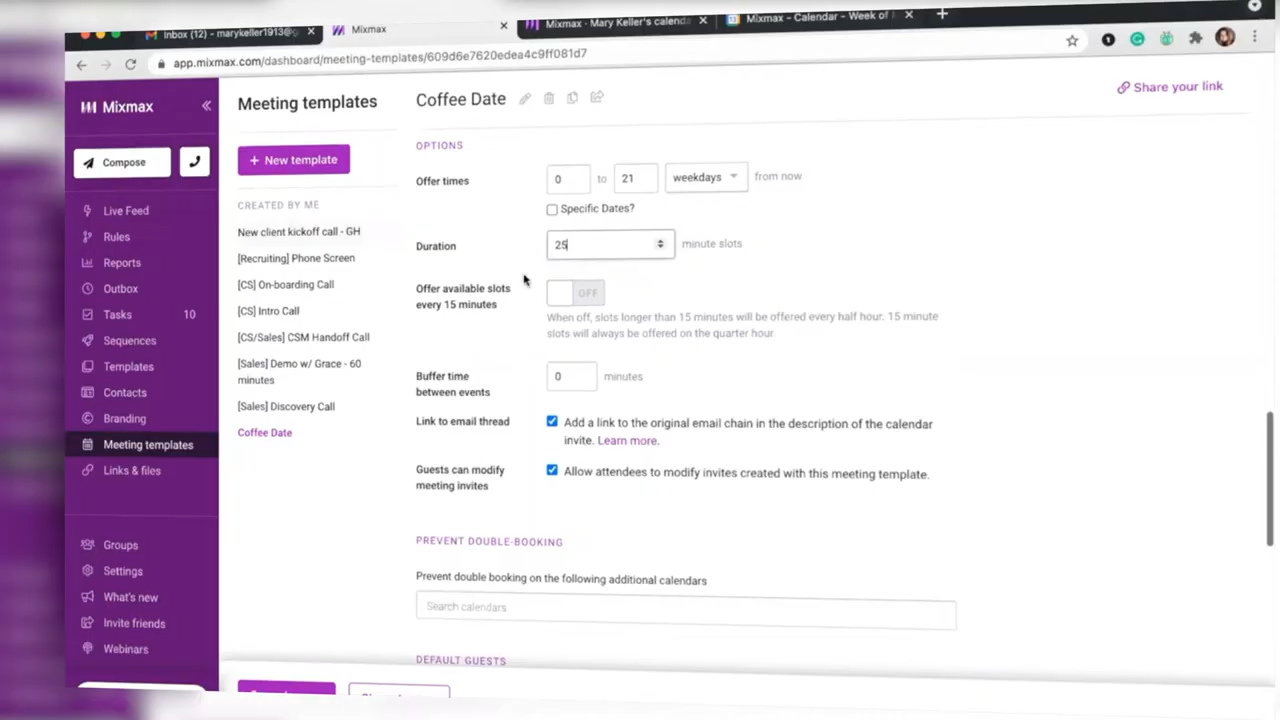 Inbox (12) - marykeller1913@g
Mixmax
Mixmax - Mary Keller's calenda
Mixmax - Calendar - Week of
app.mixmax.com/dashboard/meeting-templates/609d6e7620edea4c9ff081d7
Mixmax
Compose
Live Feed
Rules
Reports
Outbox
Tasks 10
Sequences
Templates
Contacts
Branding
Meeting templates
Links & files
Groups
Settings
What's new
Invite friends
Webinars
Meeting templates
+ New template
CREATED BY ME
New client kickoff call - GH
[Recruiting] Phone Screen
[CS] On-boarding Call
[CS] Intro Call
[CS/Sales] CSM Handoff Call
[Sales] Demo w/ Grace - 60
minutes
[Sales] Discovery Call
Coffee Date
Coffee Date
Share your link
OPTIONS
Offer times 0 to 21 weekdays from now
Specific Dates?
Duration 25 minute slots
Offer available slots
every 15 minutes
OFF
When off, slots longer than 15 minutes will be offered every half hour. 15 minute
slots will always be offered on the quarter hour.
Buffer time
between events
0 minutes
Link to email thread
Add a link to the original email chain in the description of the calendar
invite. Learn more.
Guests can modify
meeting invites
Allow attendees to modify invites created with this meeting template.
PREVENT DOUBLE-BOOKING
Prevent double booking on the following additional calendars
Search calendars
DEFAULT GUESTS